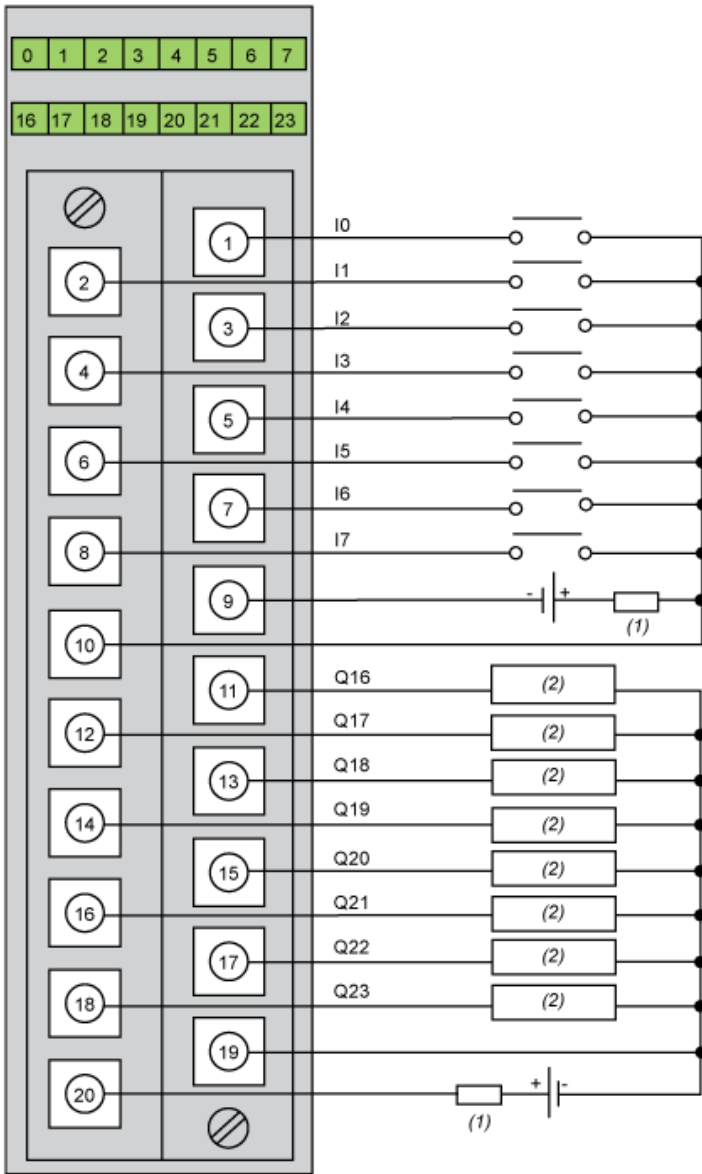 0 1 2 3 4 5 6 7
16 17 18 19 20 21 22 23
1 I0
2 I1
3 I2
4 I3
5 I4
6 I5
7 I6
8 I7
9 - +
(1)
10
11 Q16 (2)
12 Q17 (2)
13 Q18 (2)
14 Q19 (2)
15 Q20 (2)
16 Q21 (2)
17 Q22 (2)
18 Q23 (2)
19
20 + -
(1)